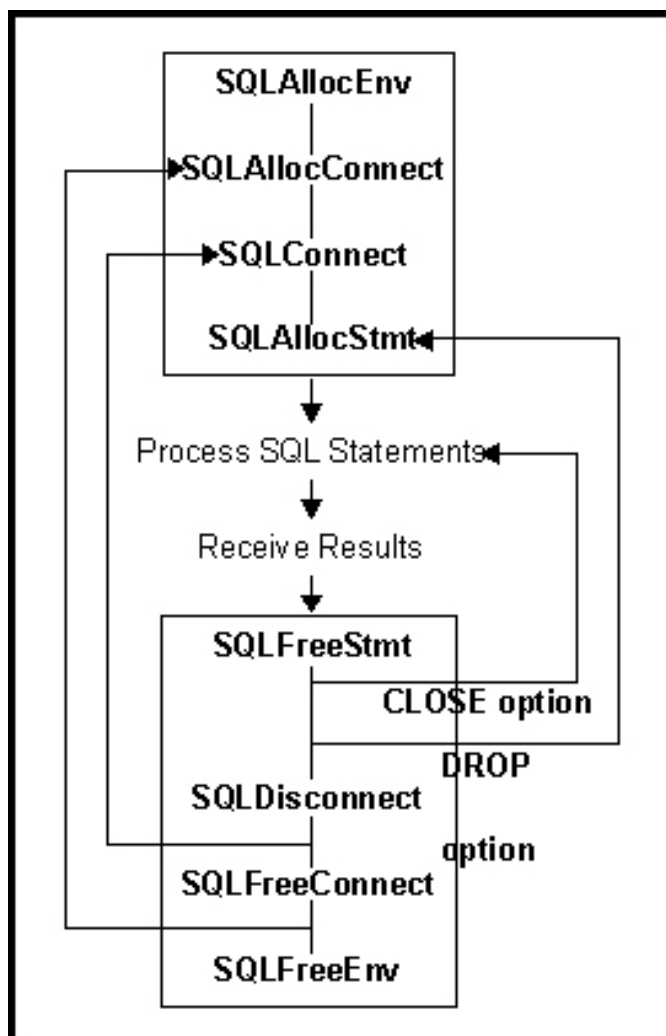 SQLAllocEnv
SQLAllocConnect
SQLConnect
SQLAllocStmt
Process SQL Statements
Receive Results
SQLFreeStmt
CLOSE option
DROP
SQLDisconnect
option
SQLFreeConnect
SQLFreeEnv